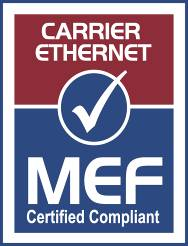 CARRIER
ETHERNET
MEF
Certified Compliant